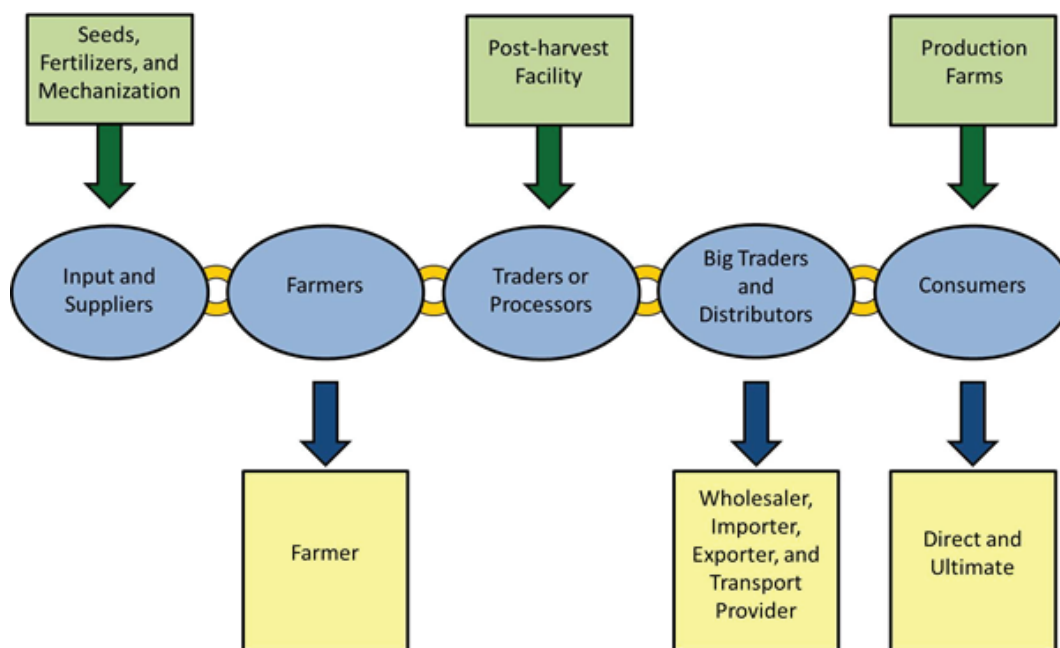 Seeds,
Fertilizers, and
Mechanization
Post-harvest
Facility
Production
Farms
Input and
Suppliers
Farmers
Traders or
Processors
Big Traders
and
Distributors
Consumers
Farmer
Wholesaler,
Importer,
Exporter, and
Transport
Provider
Direct and
Ultimate